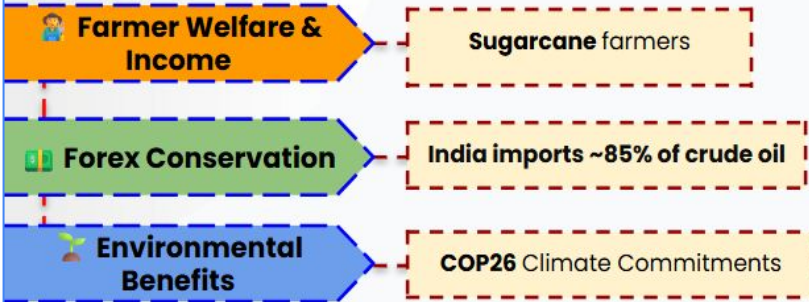 Farmer Welfare &
Income
Sugarcane farmers
Forex Conservation
India imports ~85% of crude oil
Environmental
Benefits
COP26 Climate Commitments